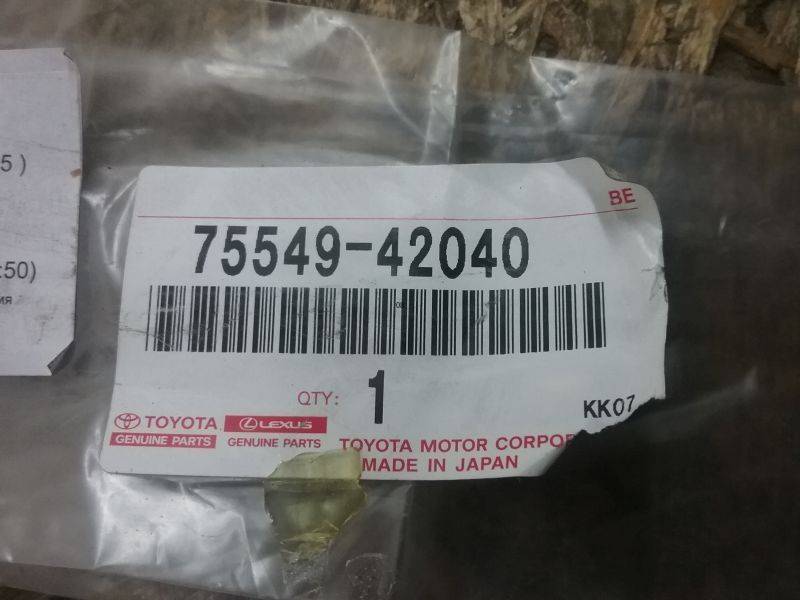 5 )
:50)
ия
BE
75549-42040
QTY: 1
KK07
TOYOTA
GENUINE PARTS
LEXUS
GENUINE PARTS
TOYOTA MOTOR CORPOR
MADE IN JAPAN